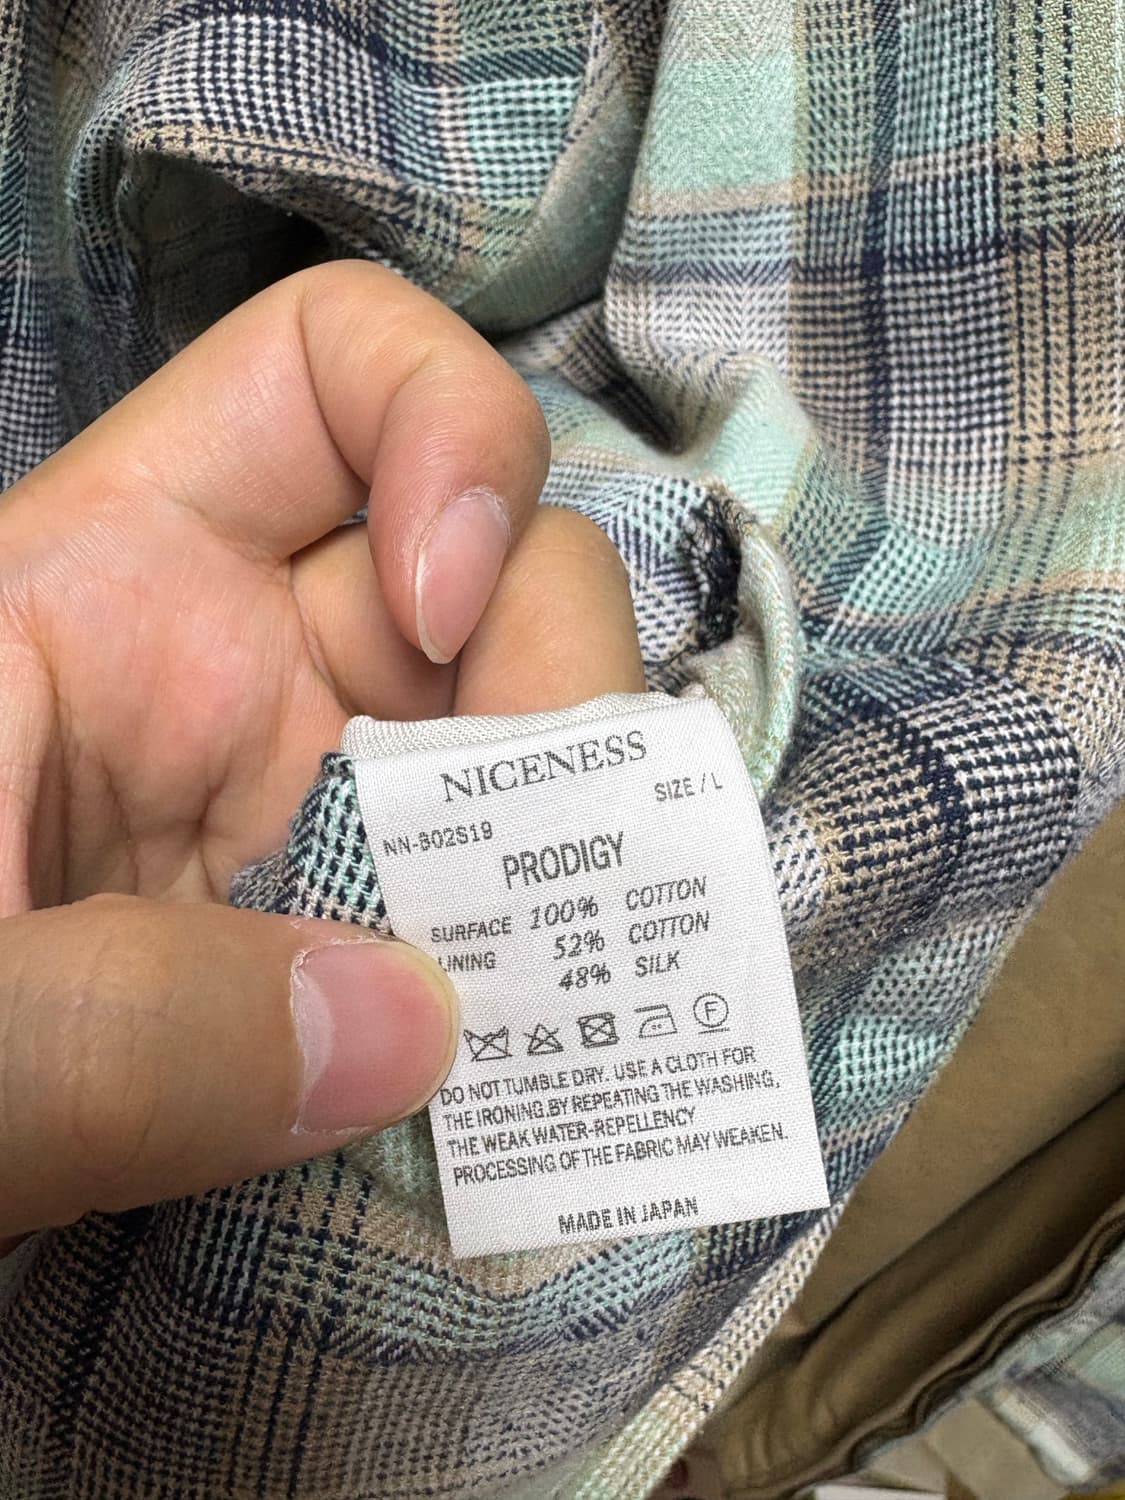 NICENESS
SIZE / L
NN-B02S19
PRODIGY
SURFACE 100% COTTON
LINING 52% COTTON
48% SILK
F
DO NOT TUMBLE DRY. USE A CLOTH FOR
THE IRONING.BY REPEATING THE WASHING,
THE WEAK WATER-REPELLENCY
PROCESSING OF THE FABRIC MAY WEAKEN.
MADE IN JAPAN